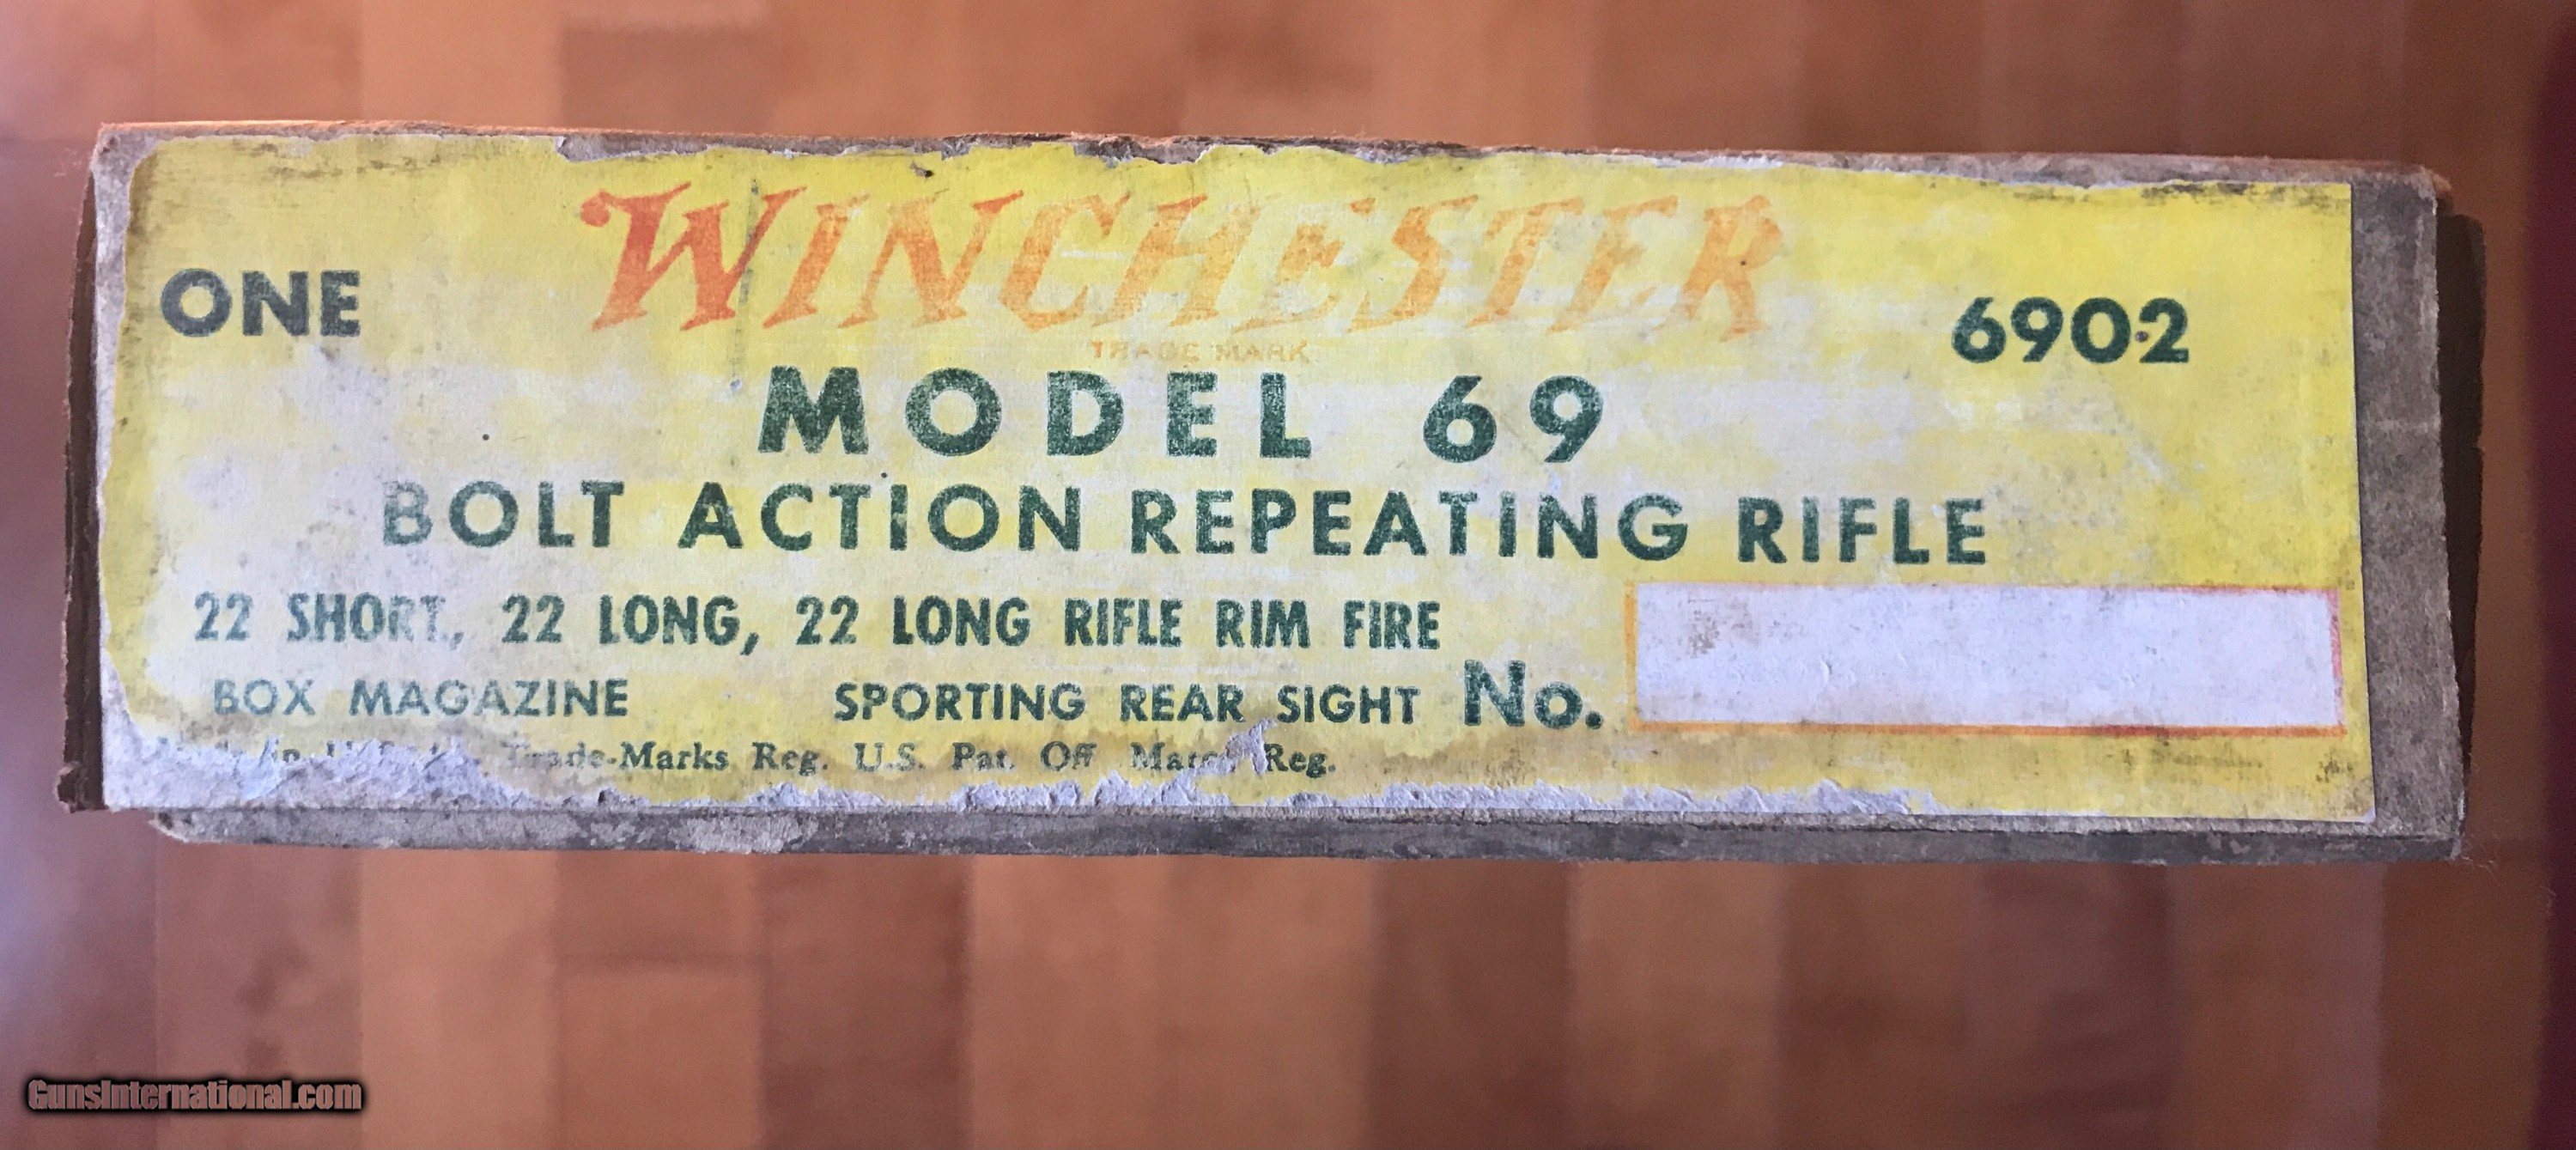 WINCHESTER
ONE 6902
TRADE MARK
MODEL 69
BOLT ACTION REPEATING RIFLE
22 SHORT, 22 LONG, 22 LONG RIFLE RIM FIRE
BOX MAGAZINE SPORTING REAR SIGHT No.
in Trade-Marks Reg. U.S. Pat. Off Reg.
GunsInternational.com